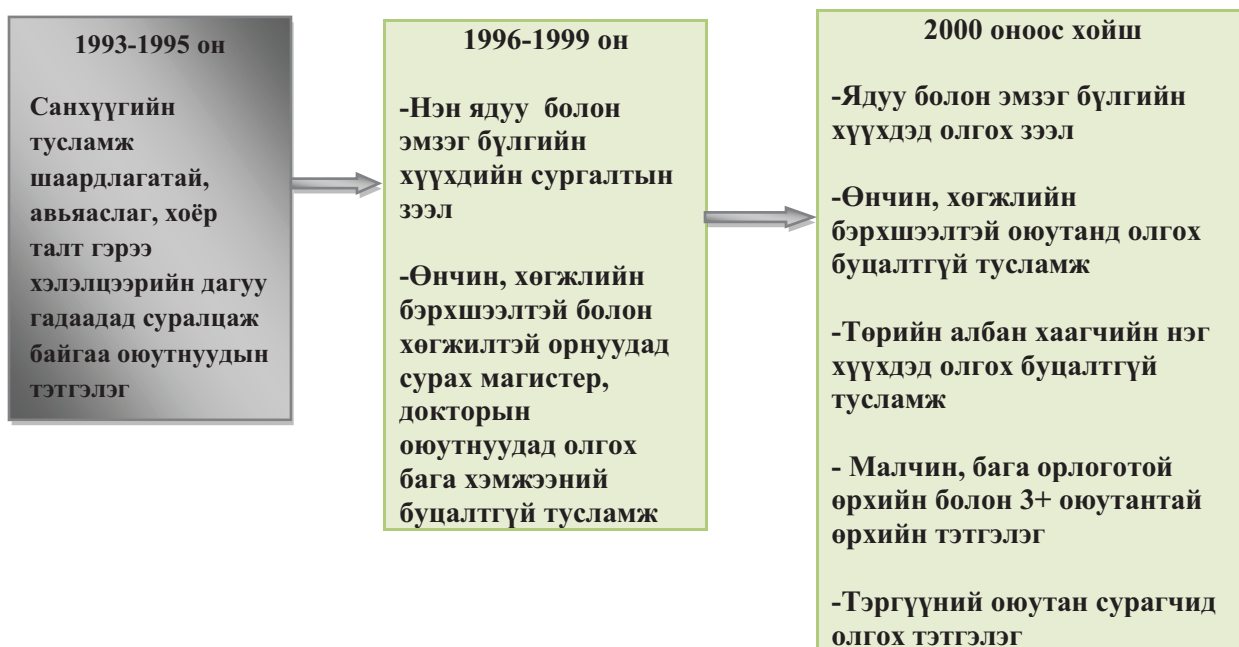 1993-1995 он
Санхүүгийн
тусламж
шаардлагатай,
авьяаслаг, хоёр
талт гэрээ
хэлэлцээрийн дагуу
гадаадад суралцаж
байгаа оюутнуудын
тэтгэлэг
1996-1999 он
-Нэн ядуу болон
эмзэг бүлгийн
хүүхдийн сургалтын
зээл
-Өнчин, хөгжлийн
бэрхшээлтэй болон
хөгжилтэй орнуудад
сурах магистер,
докторын
оюутнуудад олгох
бага хэмжээний
буцалтгүй тусламж
2000 оноос хойш
-Ядуу болон эмзэг бүлгийн
хүүхдэд олгох зээл
-Өнчин, хөгжлийн
бэрхшээлтэй оюутанд олгох
буцалтгүй тусламж
-Төрийн албан хаагчийн нэг
хүүхдэд олгох буцалтгүй
тусламж
- Малчин, бага орлоготой
өрхийн болон 3+ оюутантай
өрхийн тэтгэлэг
-Тэргүүний оюутан сурагчид
олгох тэтгэлэг